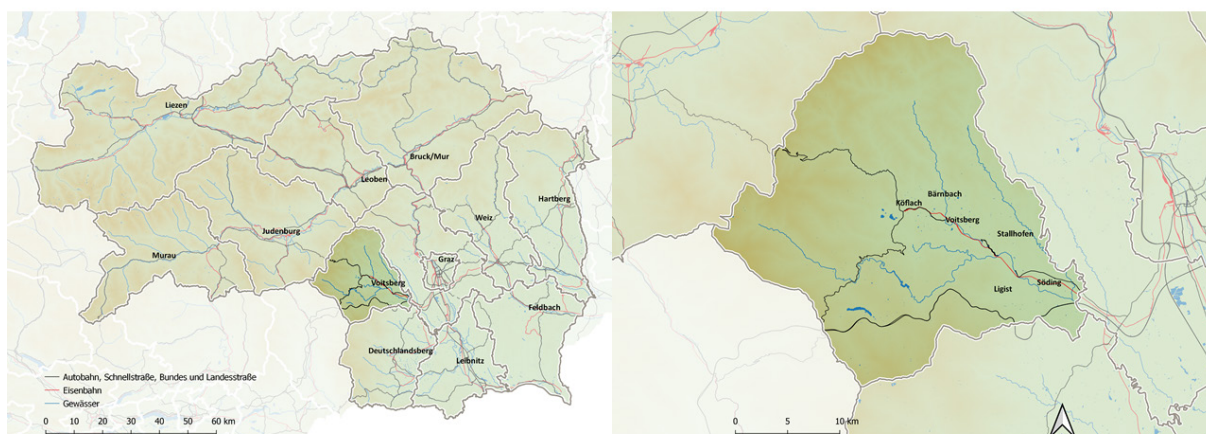 Liezen
Bruck/Mur
Leoben
Hartberg
Weiz
Judenburg
Murau
Graz
Voitsberg
Feldbach
Deutschlandsberg
Leibnitz
Autobahn, Schnellstraße, Bundes und Landesstraße
Eisenbahn
Gewässer
0 10 20 30 40 50 60 km
Bärnbach
Köflach
Voitsberg
Stallhofen
Söding
Ligist
0 5 10 km